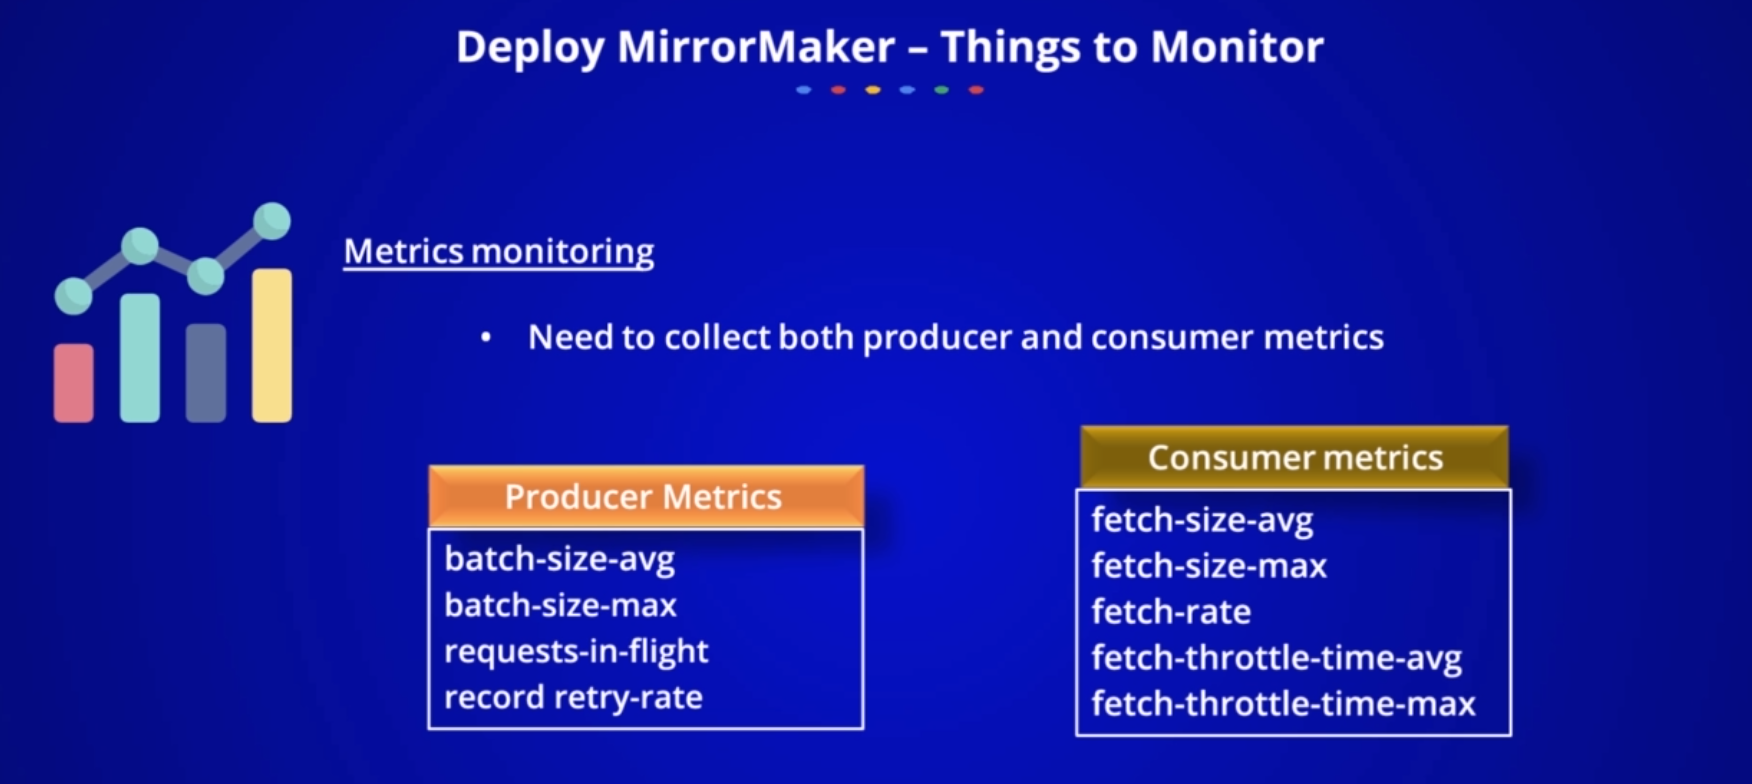 Deploy MirrorMaker – Things to Monitor
Metrics monitoring
• Need to collect both producer and consumer metrics
Producer Metrics
batch-size-avg
batch-size-max
requests-in-flight
record retry-rate
Consumer metrics
fetch-size-avg
fetch-size-max
fetch-rate
fetch-throttle-time-avg
fetch-throttle-time-max